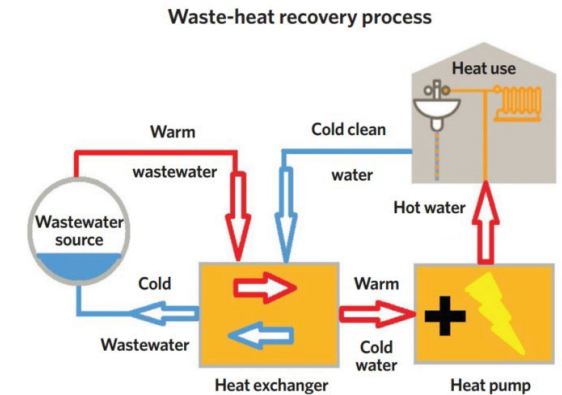 Waste-heat recovery process
Heat use
Warm
wastewater
Cold clean
water
Wastewater
source
Hot water
Cold
Wastewater
Warm
Cold
water
Heat exchanger
Heat pump